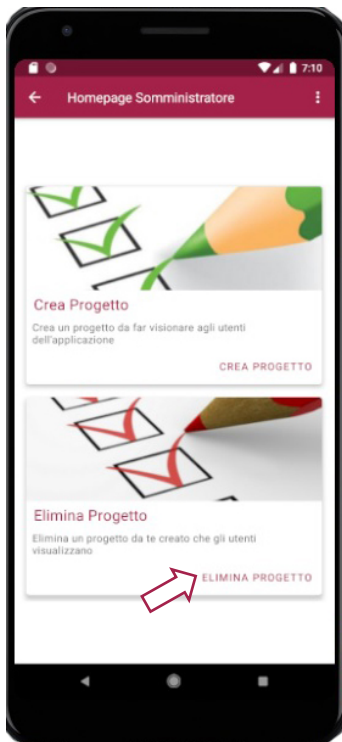 7:10
Homepage Somministratore
Crea Progetto
Crea un progetto da far visionare agli utenti
dell'applicazione
CREA PROGETTO
Elimina Progetto
Elimina un progetto da te creato che gli utenti
visualizzano
ELIMINA PROGETTO